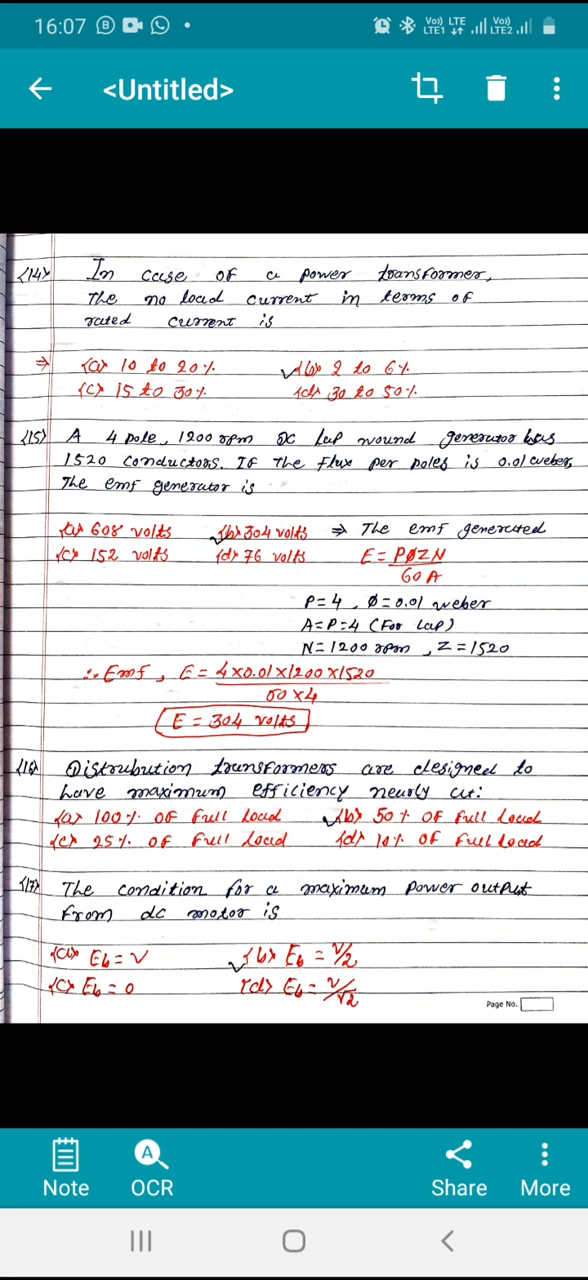 16:07
Vo)) LTE LTE1 Vo)) LTE2
<Untitled>
(14) In case of a power transformer,
The no load current in terms of
rated current is
⇒ (a) 10 to 20% (b) 2 to 6%
(c) 15 to 30% (d) 30 to 50%
(15) A 4 pole, 1200 rpm DC Lap wound generator has
1520 conductors. If the flux per poles is 0.01 weber,
The emf generator is
(a) 608 volts (b) 304 volts ⇒ The emf generated
(c) 152 volts (d) 76 volts E = PØZN
60A
P=4, Ø=0.01 weber
A=P=4 (For Lap)
N=1200 rpm, Z=1520
∴ Emf, E = 4×0.01×1200×1520
60×4
E = 304 volts
(16) Distrubution transformers are designed to
have maximum efficiency nearly at:
(a) 100% of full load (b) 50% of full load
(c) 25% of full load (d) 10% of full load
(17) The condition for a maximum power output
from dc motor is
(a) Eb = V (b) Eb = V/2
(c) Eb = 0 (d) Eb = V/√2
Page No.
Note OCR Share More